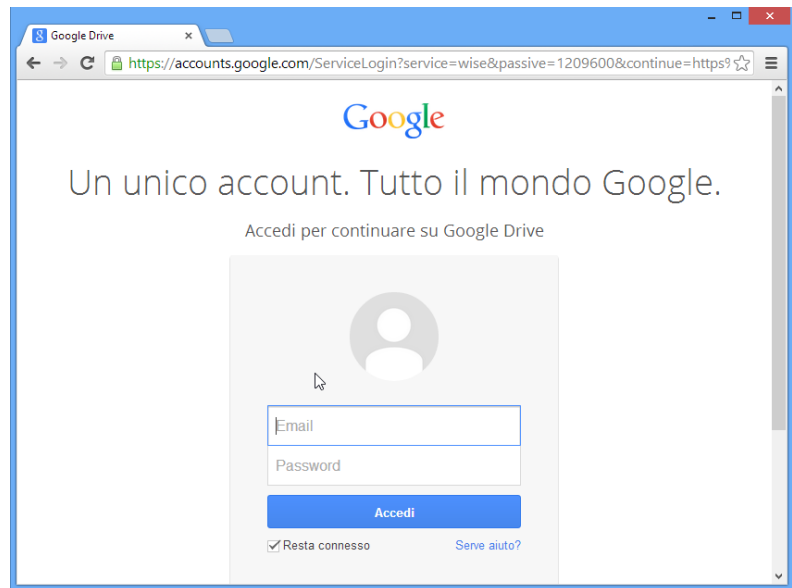 Google Drive
https://accounts.google.com/ServiceLogin?service=wise&passive=1209600&continue=https9
Google
Un unico account. Tutto il mondo Google.
Accedi per continuare su Google Drive
Email
Password
Accedi
Resta connesso
Serve aiuto?